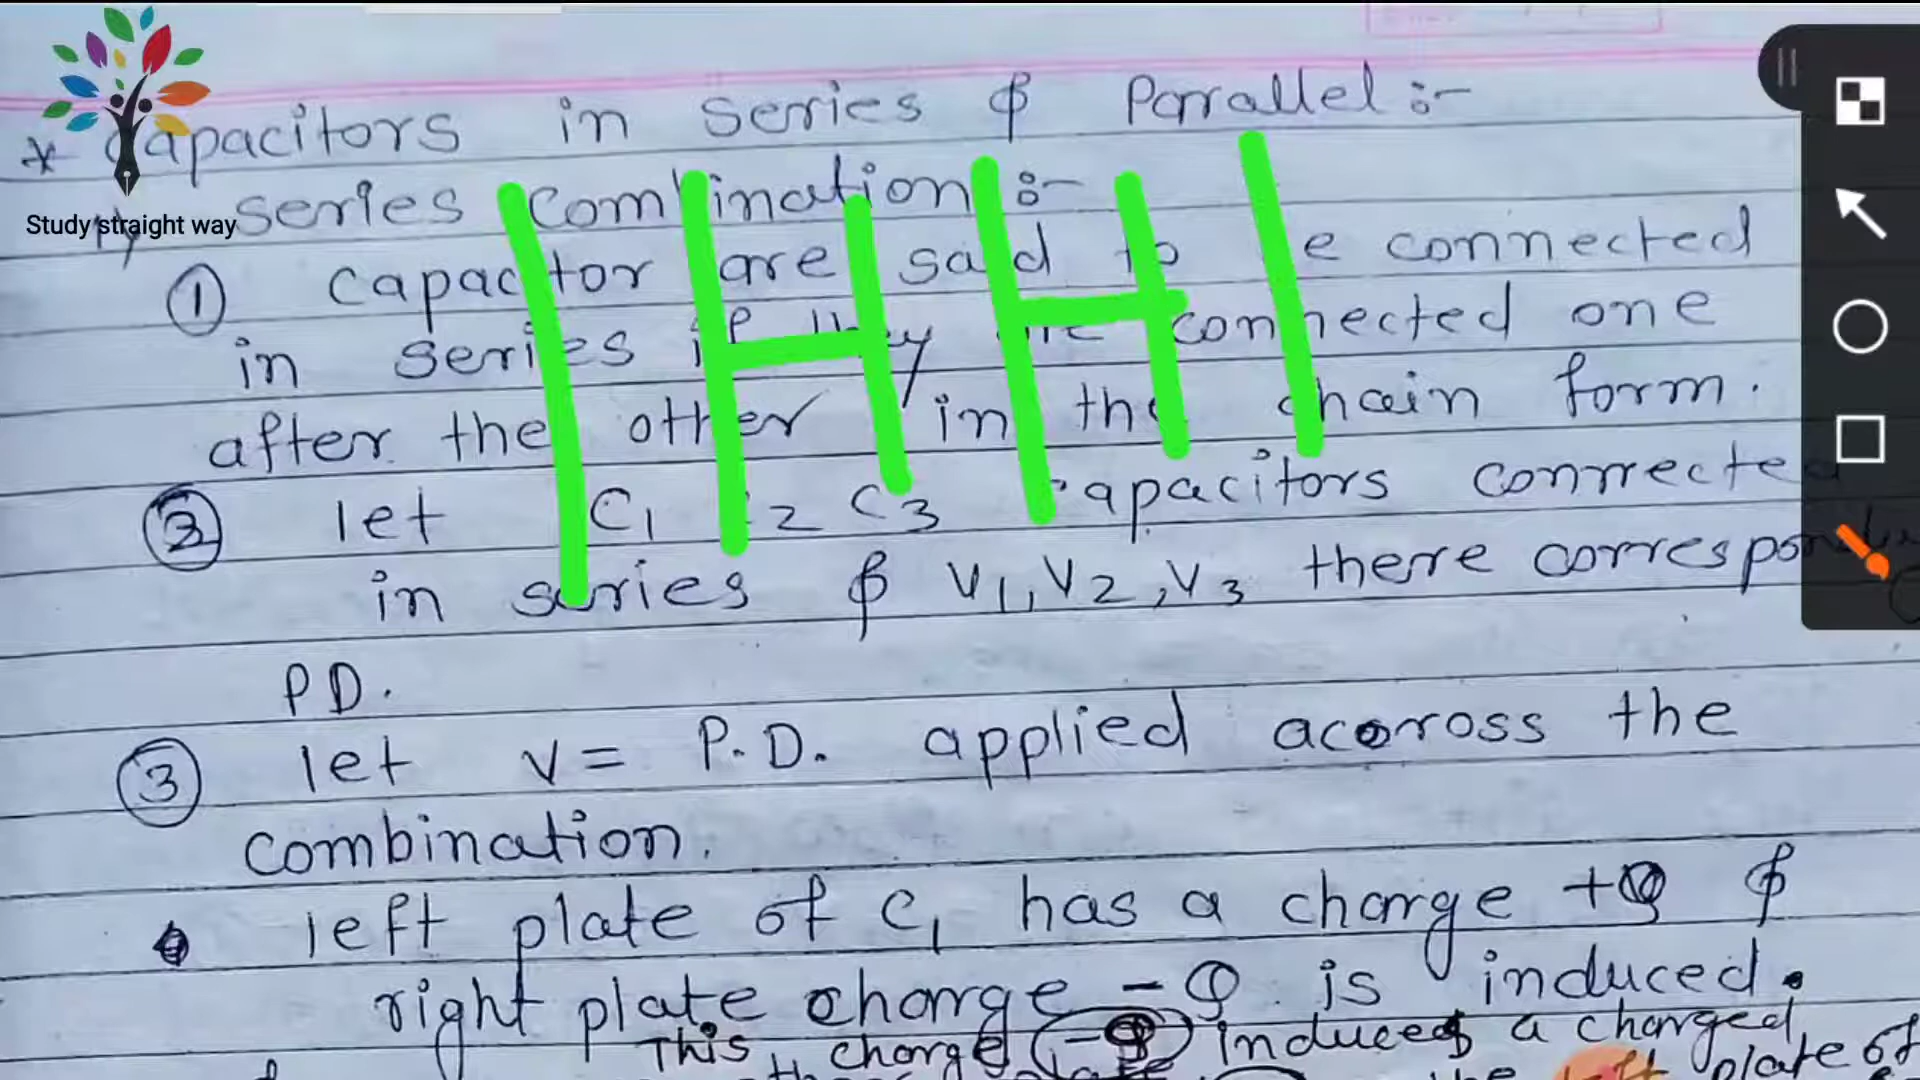 * Capacitors in series & Parallel :-
Study straight way
1) series Combination :-
① Capacitor are said to be connected
in series if they are connected one
after the other in the chain form.
② let C1 C2 C3 capacitors connected
in series & V1, V2, V3 there
PD.
③ let V = P.D. applied acoross the
combination.
left plate of C1 has a charge +Q &
right plate charge -Q is induced.
This charge -Q induces a charged
plate of